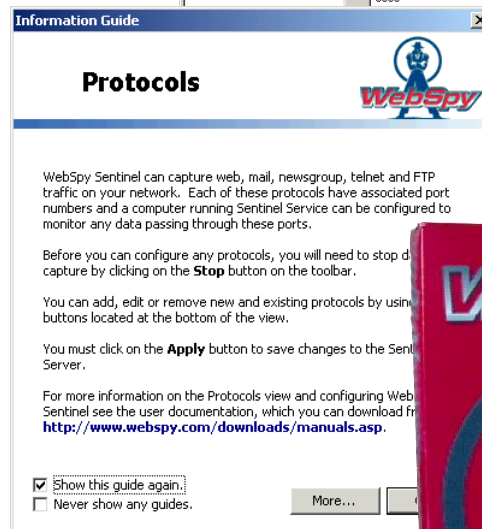 Information Guide
Protocols
WebSpy
WebSpy Sentinel can capture web, mail, newsgroup, telnet and FTP
traffic on your network. Each of these protocols have associated port
numbers and a computer running Sentinel Service can be configured to
monitor any data passing through these ports.
Before you can configure any protocols, you will need to stop
capture by clicking on the Stop button on the toolbar.
You can add, edit or remove new and existing protocols by
buttons located at the bottom of the view.
You must click on the Apply button to save changes to the
Server.
For more information on the Protocols view and configuring
Sentinel see the user documentation, which you can download
http://www.webspy.com/downloads/manuals.asp.
Show this guide again.
Never show any guides.
More...